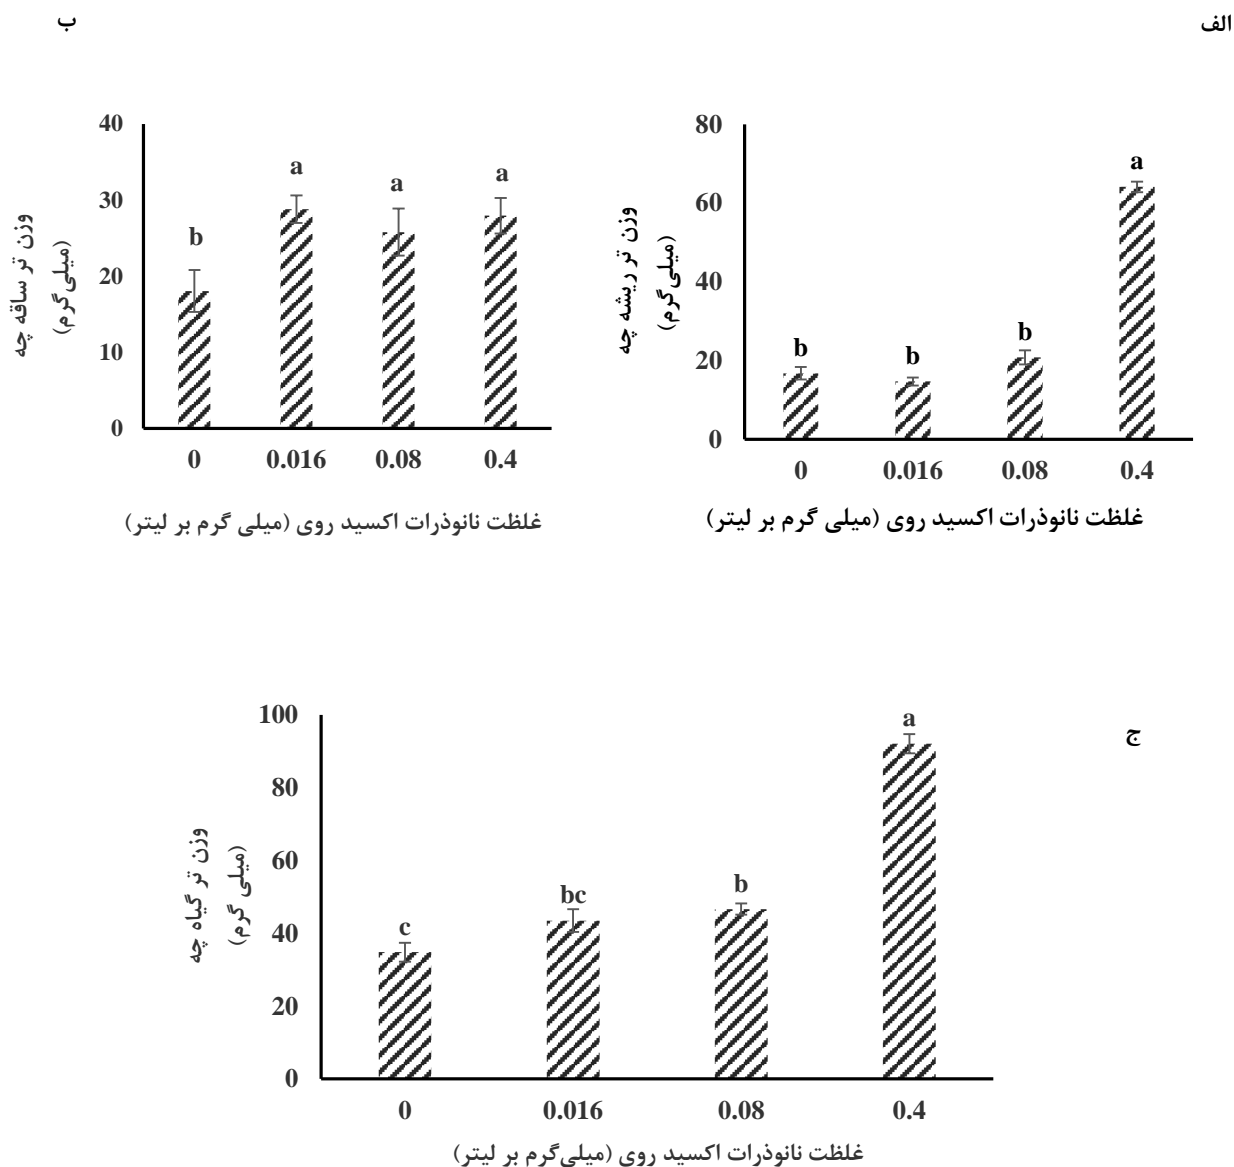 الف
80
60
40
20
0
a
b
b
b
0 0.016 0.08 0.4
وزن تر ریشه چه
(میلی‌گرم)
غلظت نانوذرات اکسید روی (میلی گرم بر لیتر)
ب
40
30
20
10
0
b
a
a
a
0 0.016 0.08 0.4
وزن تر ساقه چه
(میلی‌گرم)
غلظت نانوذرات اکسید روی (میلی گرم بر لیتر)
ج
100
80
60
40
20
0
c
bc
b
a
0 0.016 0.08 0.4
وزن تر گیاه چه
(میلی گرم)
غلظت نانوذرات اکسید روی (میلی‌گرم بر لیتر)